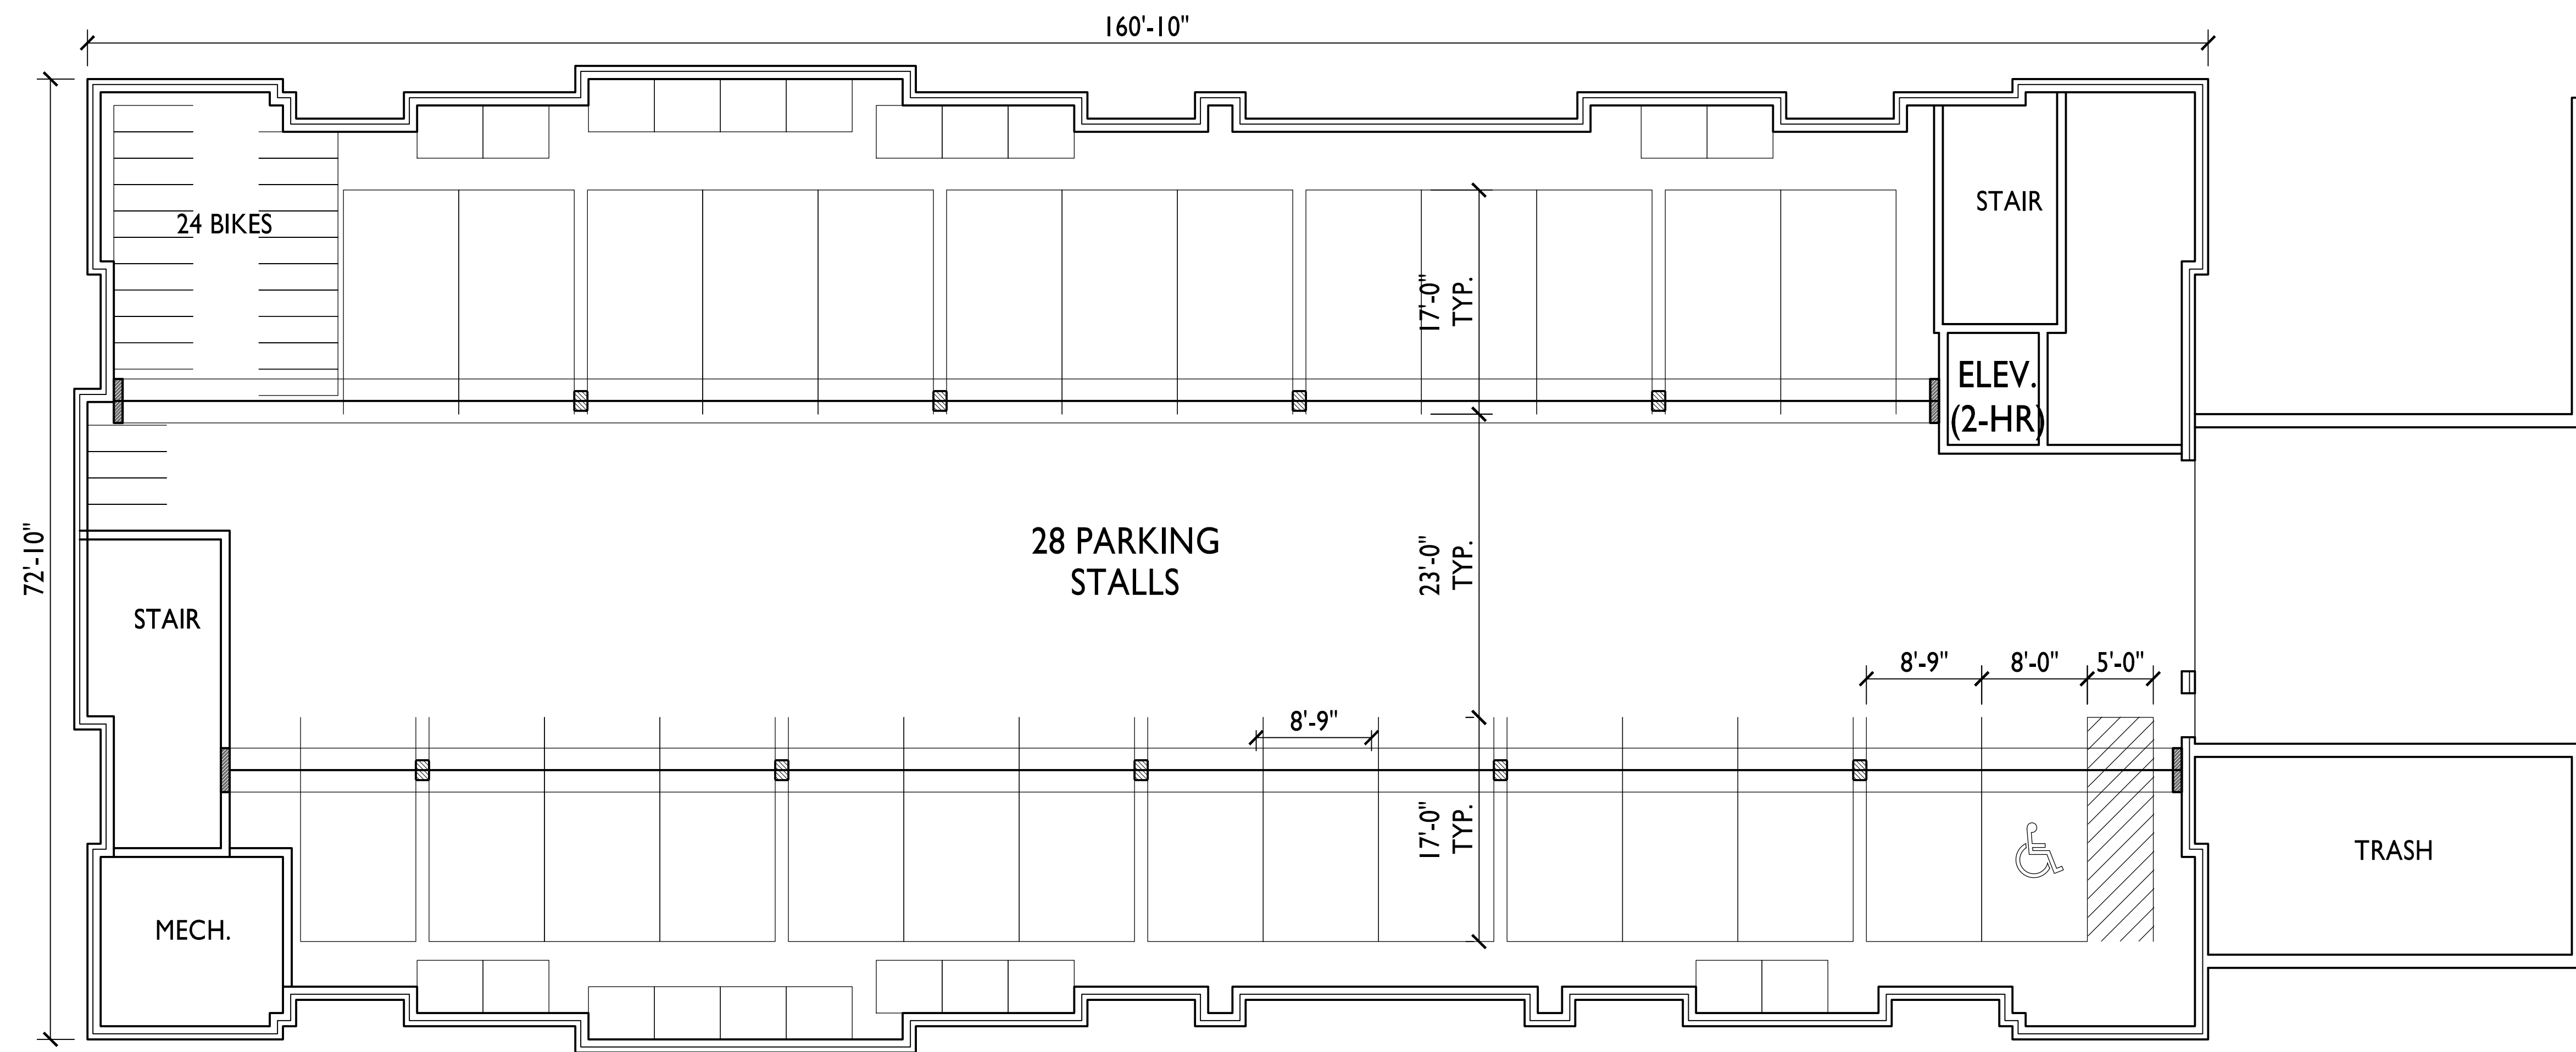 160'-10"
STAIR
24 BIKES
17'-0"
TYP.
ELEV.
(2-HR)
72'-10"
28 PARKING
STALLS
23'-0"
TYP.
STAIR
8'-9"
8'-0"
5'-0"
8'-9"
17'-0"
TYP.
TRASH
MECH.